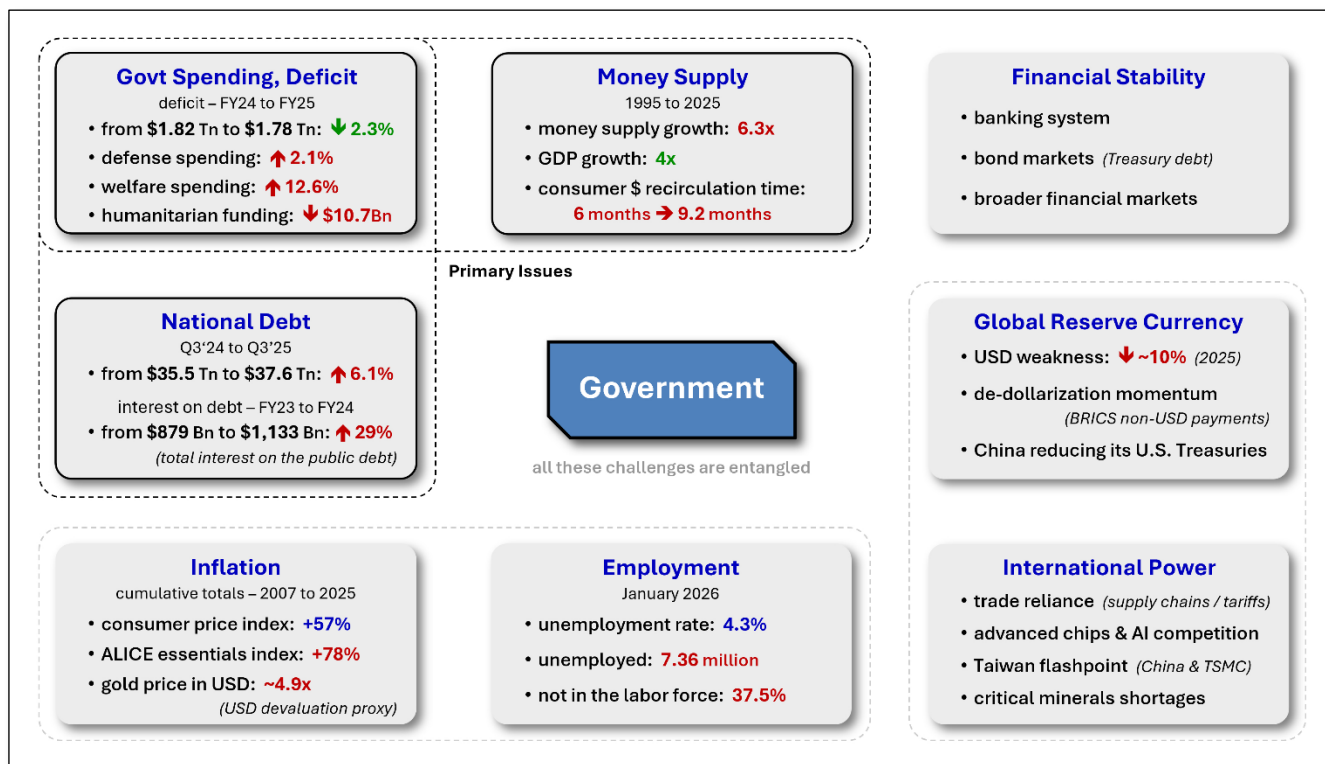 Govt Spending, Deficit
deficit – FY24 to FY25
• from $1.82 Tn to $1.78 Tn: 🡇 2.3%
• defense spending: 🡅 2.1%
• welfare spending: 🡅 12.6%
• humanitarian funding: 🡇 $10.7Bn
Money Supply
1995 to 2025
• money supply growth: 6.3x
• GDP growth: 4x
• consumer $ recirculation time:
6 months 🡆 9.2 months
Financial Stability
• banking system
• bond markets (Treasury debt)
• broader financial markets
Primary Issues
National Debt
Q3‘24 to Q3’25
• from $35.5 Tn to $37.6 Tn: 🡅 6.1%
interest on debt – FY23 to FY24
• from $879 Bn to $1,133 Bn: 🡅 29%
(total interest on the public debt)
Government
all these challenges are entangled
Global Reserve Currency
• USD weakness: 🡇 ~10% (2025)
• de-dollarization momentum
(BRICS non-USD payments)
• China reducing its U.S. Treasuries
Inflation
cumulative totals – 2007 to 2025
• consumer price index: +57%
• ALICE essentials index: +78%
• gold price in USD: ~4.9x
(USD devaluation proxy)
Employment
January 2026
• unemployment rate: 4.3%
• unemployed: 7.36 million
• not in the labor force: 37.5%
International Power
• trade reliance (supply chains / tariffs)
• advanced chips & AI competition
• Taiwan flashpoint (China & TSMC)
• critical minerals shortages